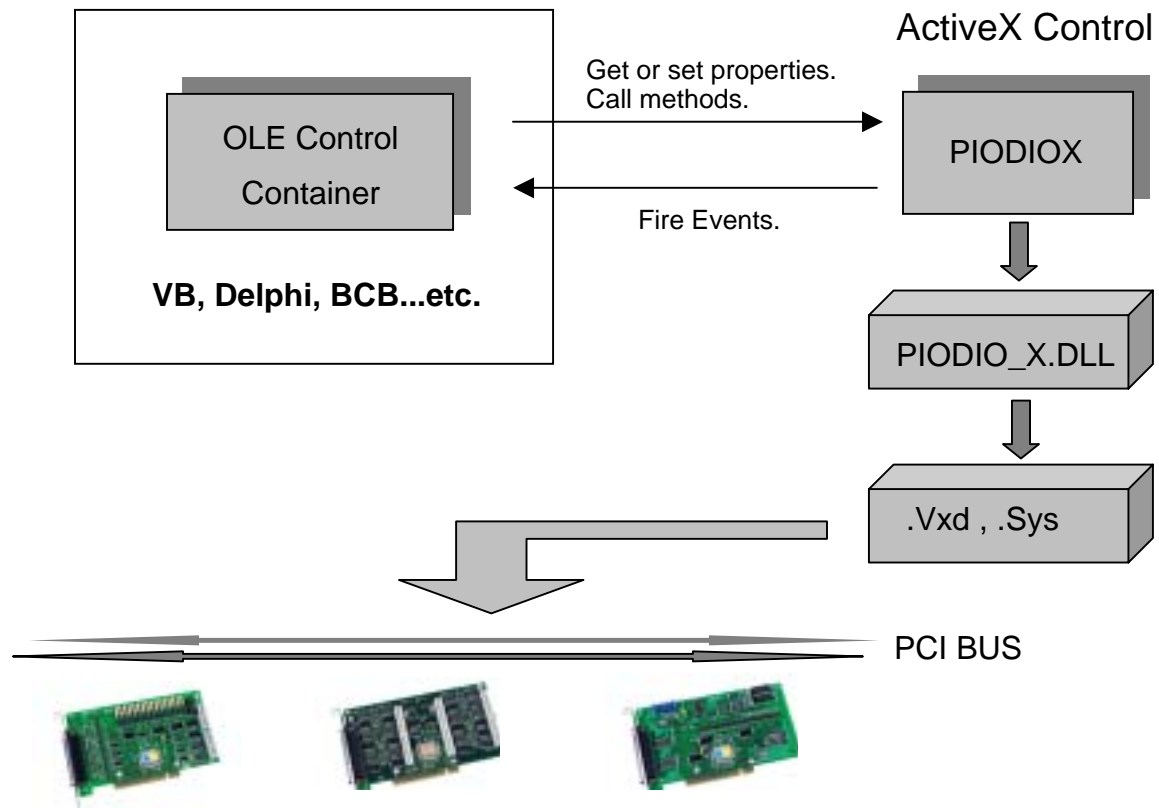 ActiveX Control
Get or set properties.
Call methods.
OLE Control
Container
PIODIOX
Fire Events.
VB, Delphi, BCB...etc.
PIODIO_X.DLL
.Vxd , .Sys
PCI BUS